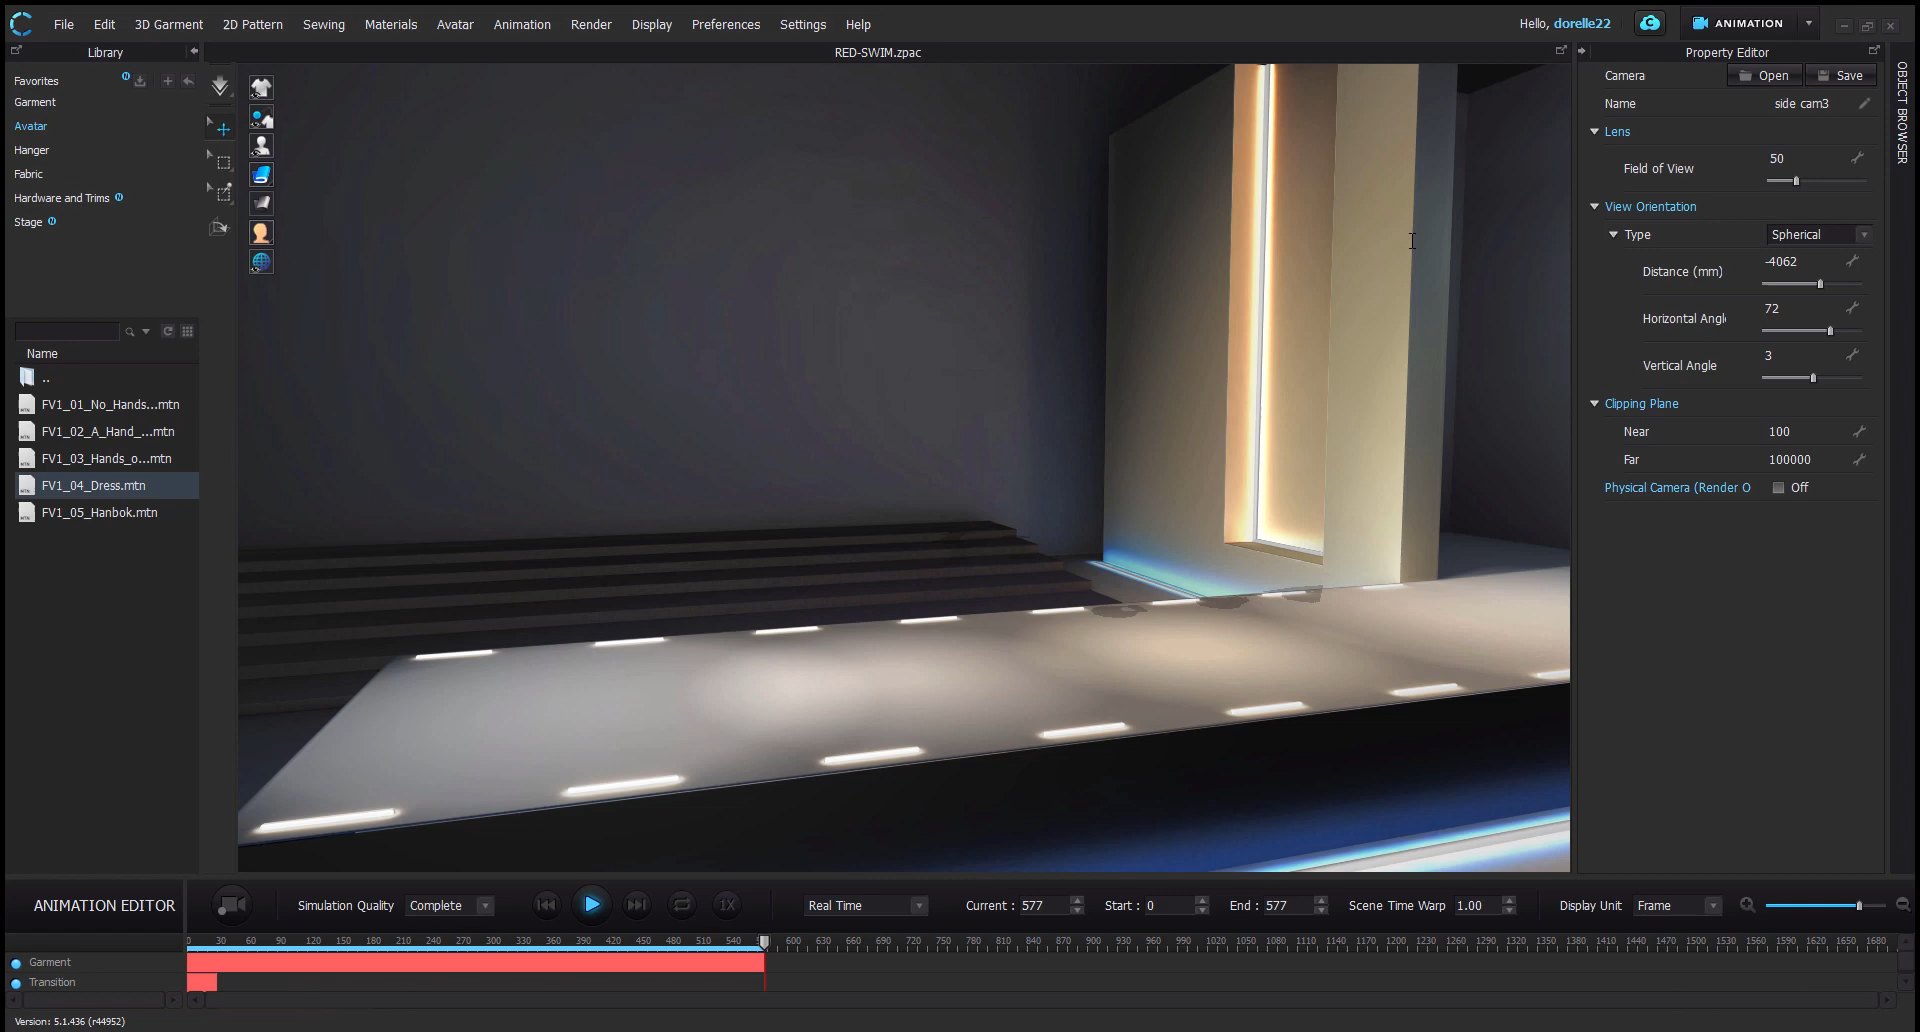 File Edit 3D Garment 2D Pattern Sewing Materials Avatar Animation Render Display Preferences Settings Help
Hello, dorelle22
ANIMATION
Library
RED-SWIM.zpac
Property Editor
OBJECT BROWSER
Favorites
Garment
Avatar
Hanger
Fabric
Hardware and Trims
Stage
Name
..
FV1_01_No_Hands...mtn
FV1_02_A_Hand_...mtn
FV1_03_Hands_o...mtn
FV1_04_Dress.mtn
FV1_05_Hanbok.mtn
Camera Open Save
Name side cam3
Lens
Field of View 50
View Orientation
Type Spherical
Distance (mm) -4062
Horizontal Angl 72
Vertical Angle 3
Clipping Plane
Near 100
Far 100000
Physical Camera (Render O Off
ANIMATION EDITOR
Simulation Quality Complete
1X
Real Time
Current : 577 Start : 0 End : 577 Scene Time Warp 1.00
Display Unit Frame
0 30 60 90 120 150 180 210 240 270 300 330 360 390 420 450 480 510 540 600 630 660 690 720 750 780 810 840 870 900 930 960 990 1020 1050 1080 1110 1140 1170 1200 1230 1260 1290 1320 1350 1380 1410 1440 1470 1500 1530 1560 1590 1620 1650 1680
Garment
Transition
Version: 5.1.436 (r44952)